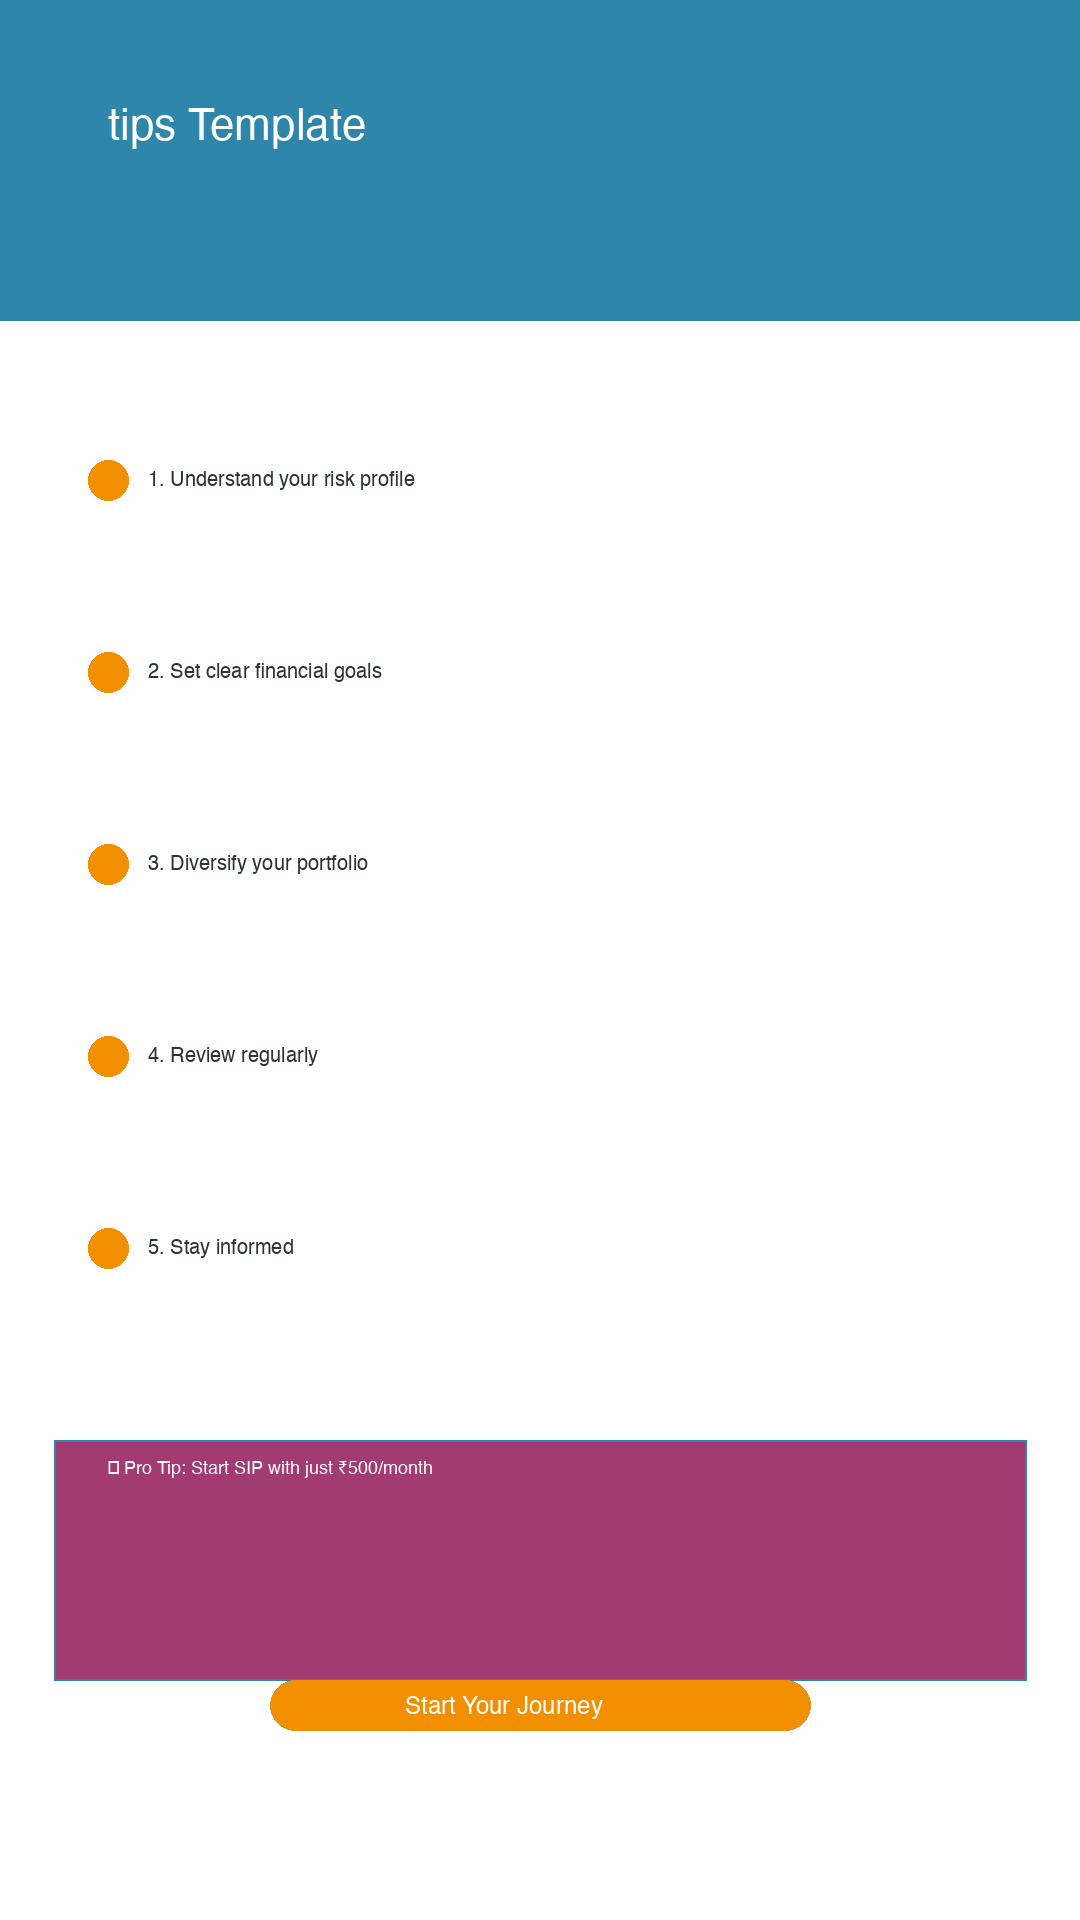 tips Template
1. Understand your risk profile
2. Set clear financial goals
3. Diversify your portfolio
4. Review regularly
5. Stay informed
Pro Tip: Start SIP with just ₹500/month
Start Your Journey